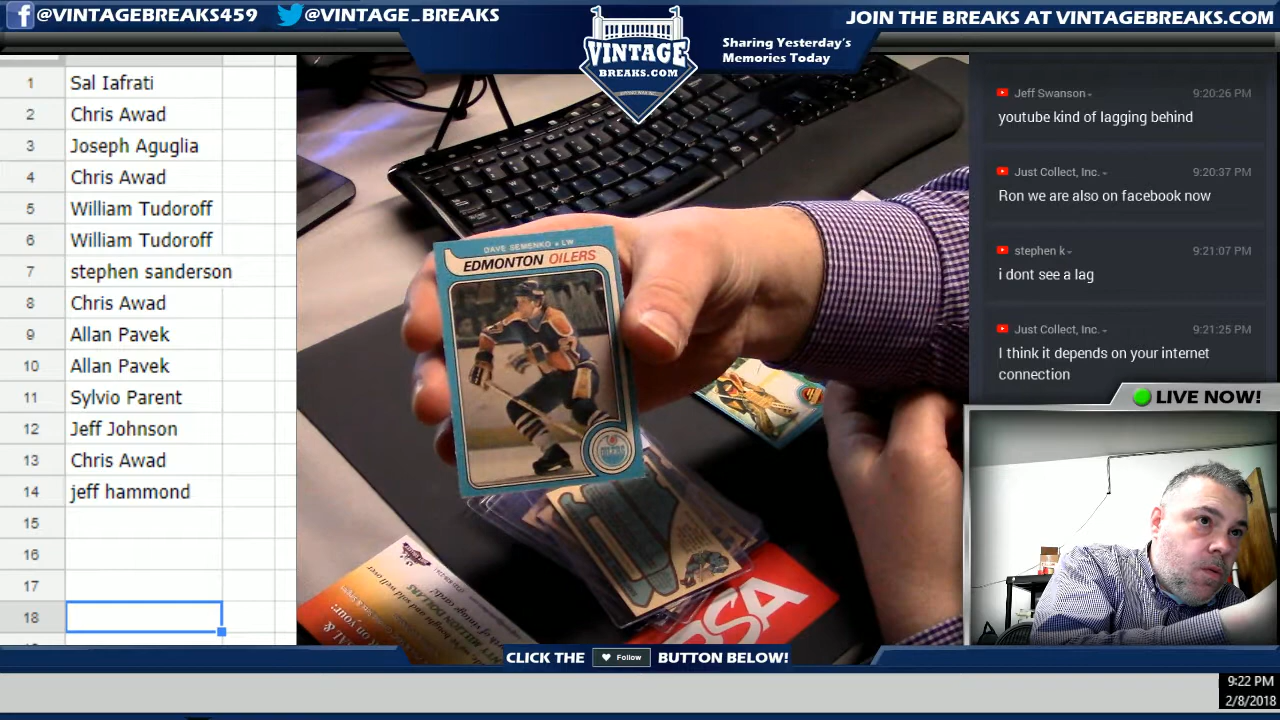 @VINTAGEBREAKS459
@VINTAGE_BREAKS
VINTAGE
BREAKS.COM
Sharing Yesterday's
Memories Today
JOIN THE BREAKS AT VINTAGEBREAKS.COM
1 Sal Iafrati
2 Chris Awad
3 Joseph Aguglia
4 Chris Awad
5 William Tudoroff
6 William Tudoroff
7 stephen sanderson
8 Chris Awad
9 Allan Pavek
10 Allan Pavek
11 Sylvio Parent
12 Jeff Johnson
13 Chris Awad
14 jeff hammond
15
16
17
18
DAVE SEMENKO • LW
EDMONTON OILERS
OILERS
PSA
Jeff Swanson 9:20:26 PM
youtube kind of lagging behind
Just Collect, Inc. 9:20:37 PM
Ron we are also on facebook now
stephen k 9:21:07 PM
i dont see a lag
Just Collect, Inc. 9:21:25 PM
I think it depends on your internet
connection
LIVE NOW!
CLICK THE Follow BUTTON BELOW!
9:22 PM
2/8/2018